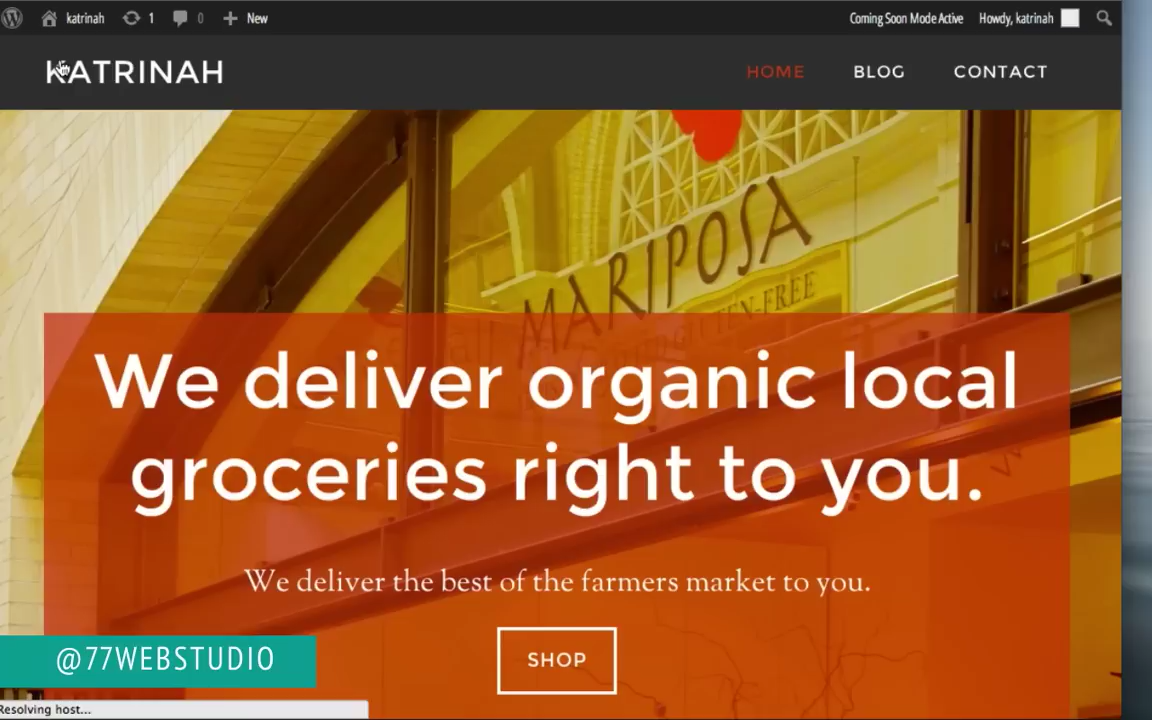 katrinah 1 0 New Coming Soon Mode Active Howdy, katrinah
KATRINAH HOME BLOG CONTACT
MARIPOSA
GLUTEN-FREE
We deliver organic local
groceries right to you.
We deliver the best of the farmers market to you.
SHOP
@77WEBSTUDIO
Resolving host...